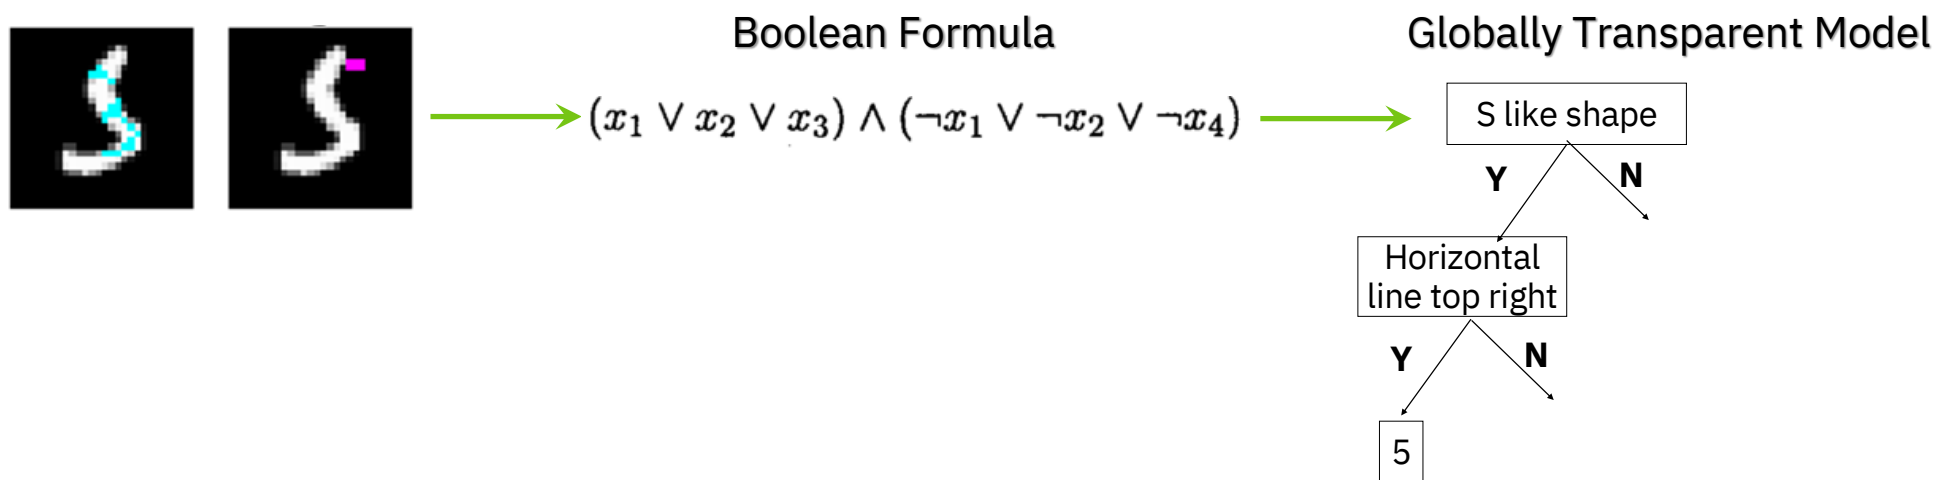 Boolean Formula
Globally Transparent Model
(x₁ ∨ x₂ ∨ x₃) ∧ (¬x₁ ∨ ¬x₂ ∨ ¬x₄)
S like shape
Y
N
Horizontal
line top right
Y
N
5